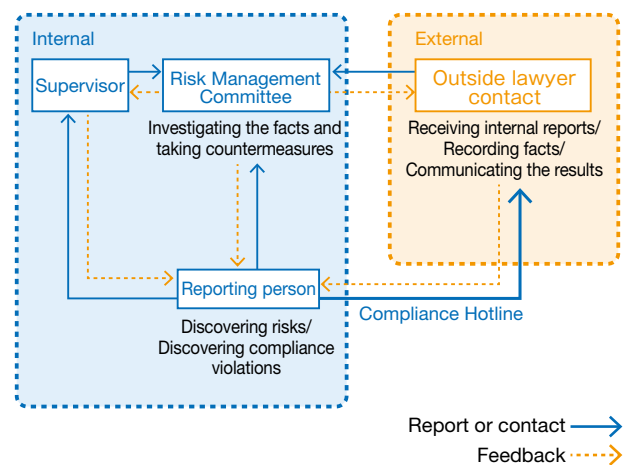 Internal
External
Supervisor
Risk Management
Committee
Outside lawyer
contact
Investigating the facts and
taking countermeasures
Receiving internal reports/
Recording facts/
Communicating the results
Reporting person
Compliance Hotline
Discovering risks/
Discovering compliance
violations
Report or contact
Feedback